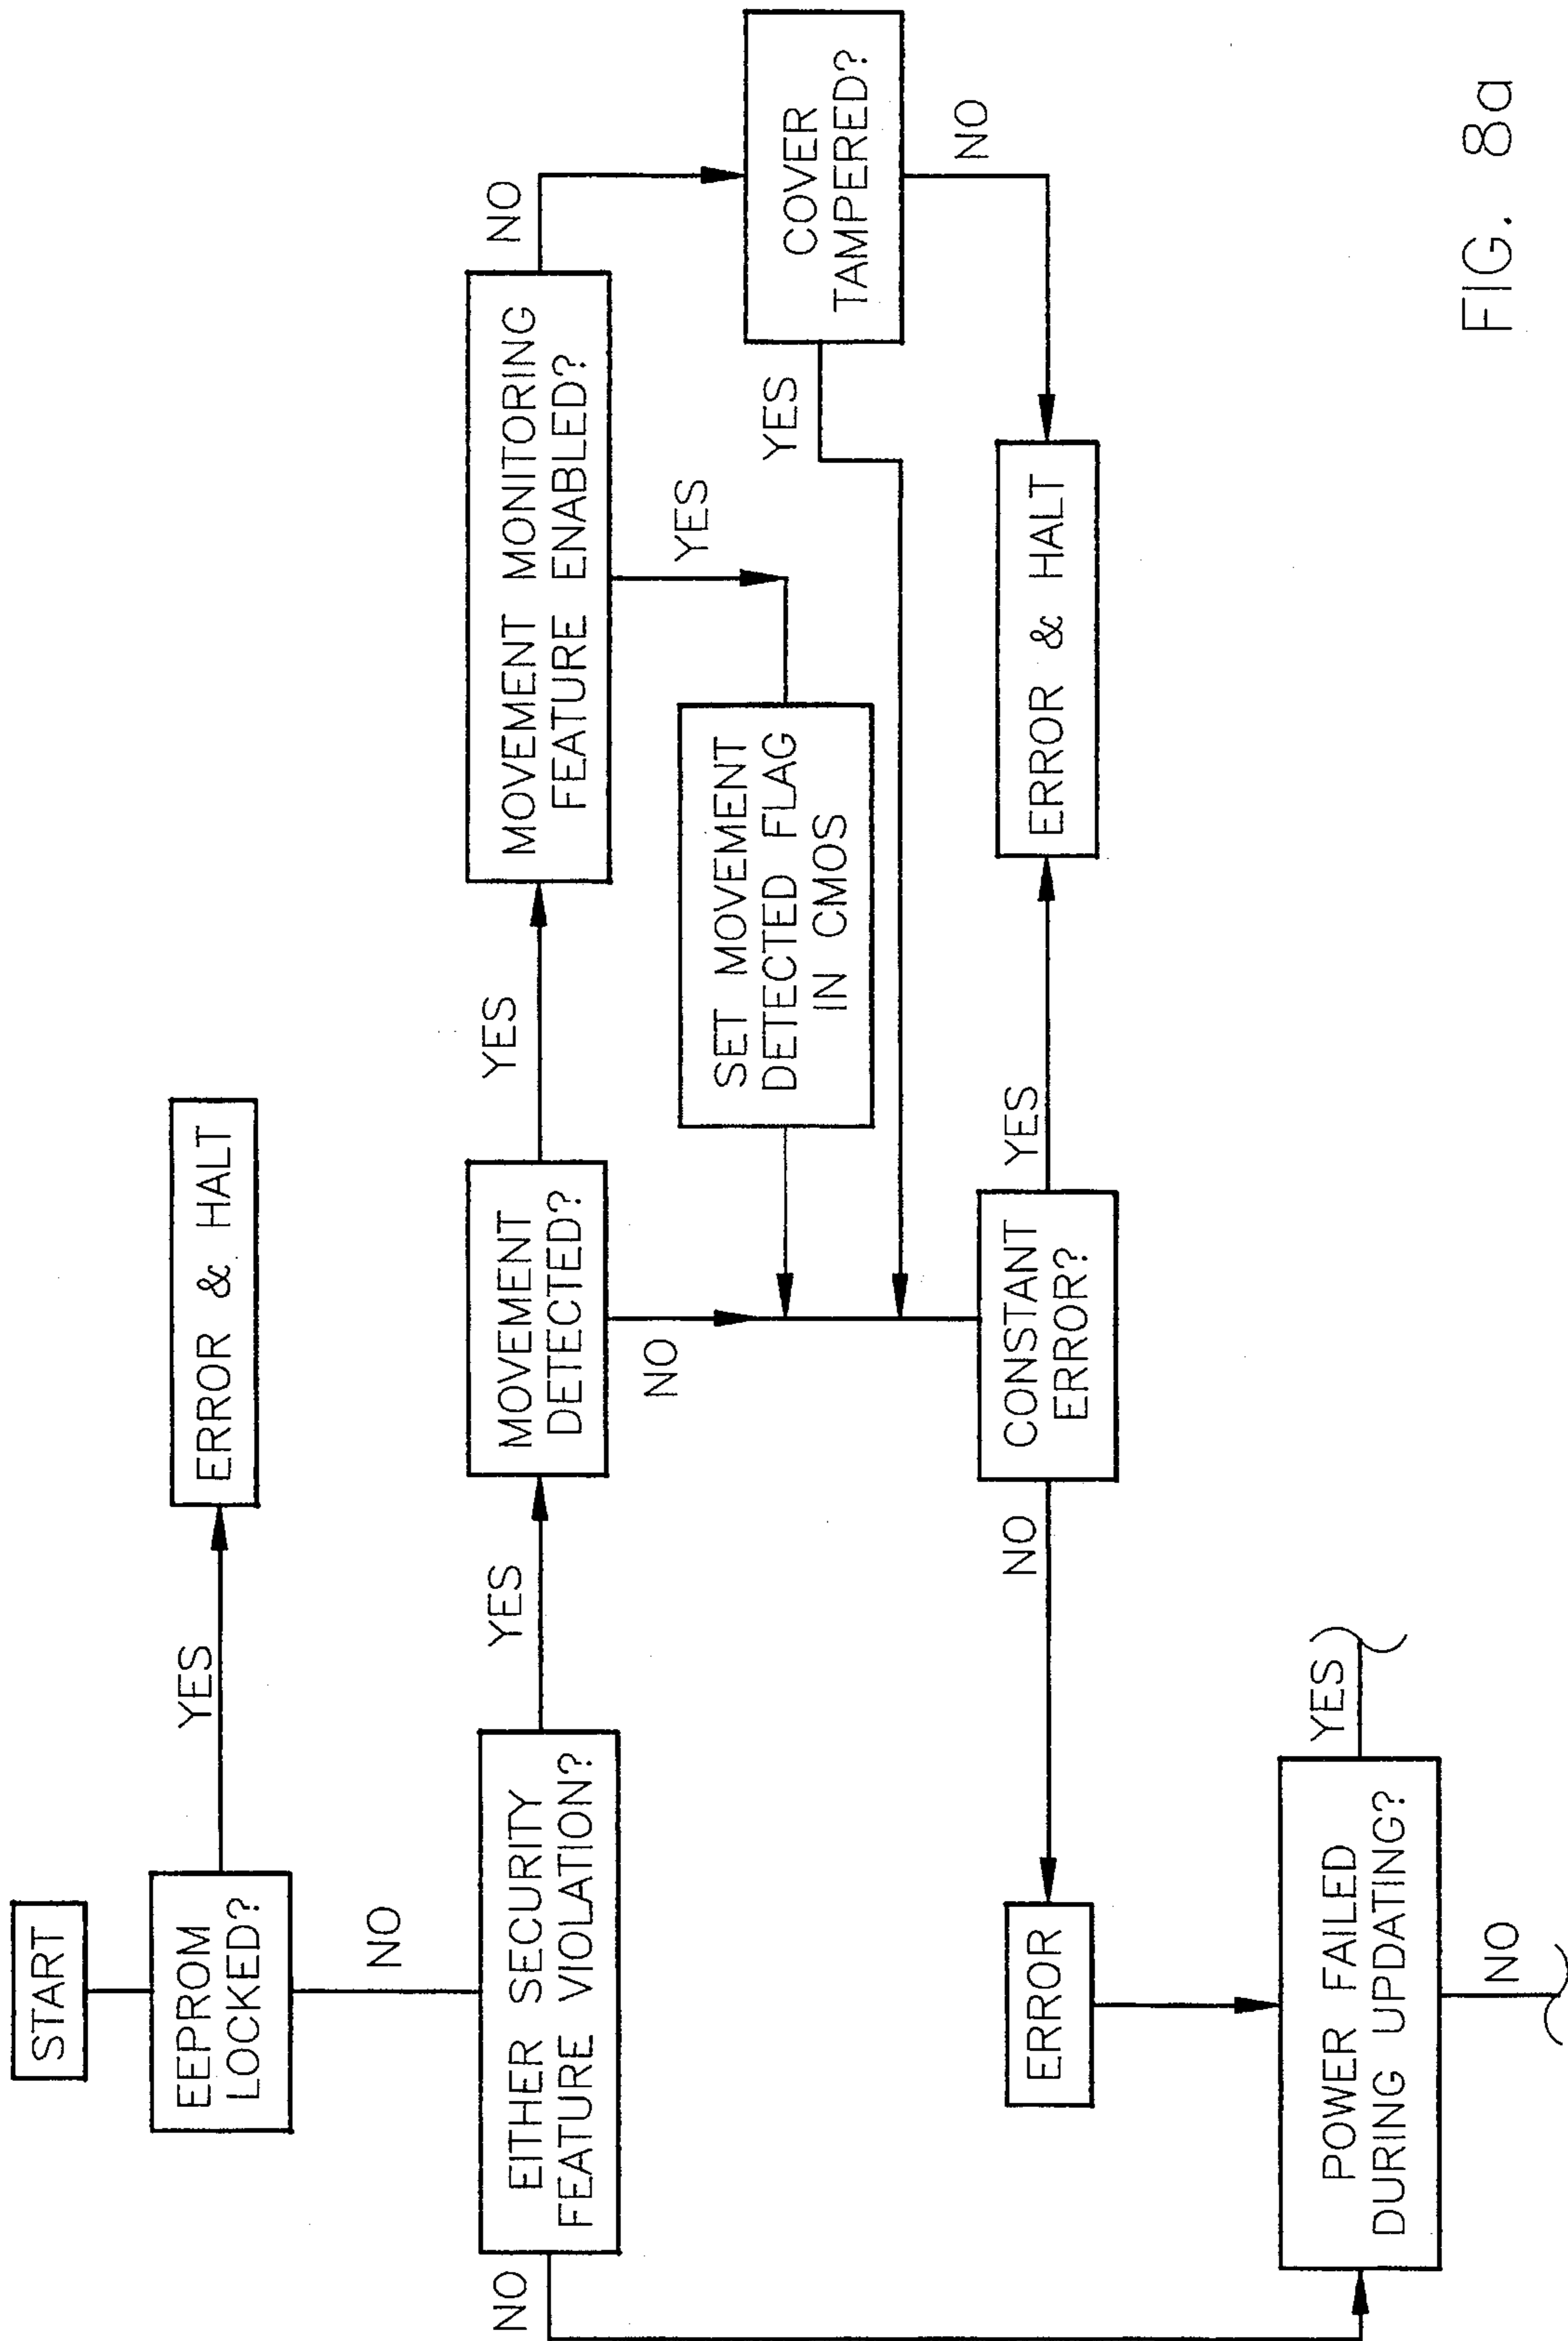 START
EEPROM
LOCKED?
YES
ERROR & HALT
NO
EITHER SECURITY
FEATURE VIOLATION?
YES
NO
MOVEMENT
DETECTED?
YES
NO
MOVEMENT MONITORING
FEATURE ENABLED?
NO
YES
SET MOVEMENT
DETECTED FLAG
IN CMOS
COVER
TAMPERED?
YES
NO
CONSTANT
ERROR?
YES
ERROR & HALT
NO
ERROR
POWER FAILED
DURING UPDATING?
YES
NO
FIG. 8a